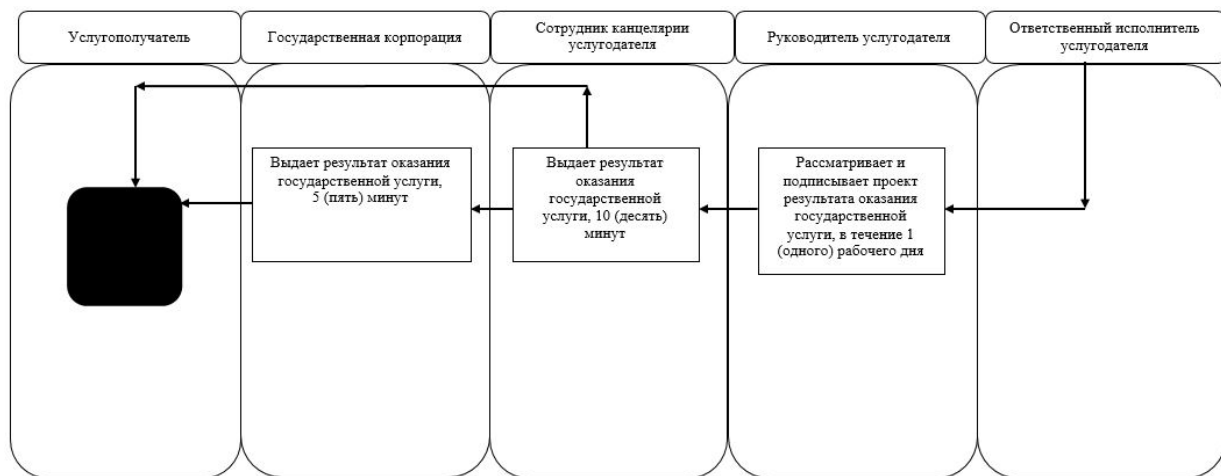 Услугополучатель
Государственная корпорация
Сотрудник канцелярии
услугодателя
Руководитель услугодателя
Ответственный исполнитель
услугодателя
Выдает результат оказания
государственной услуги,
5 (пять) минут
Выдает результат
оказания
государственной
услуги, 10 (десять)
минут
Рассматривает и
подписывает проект
результата оказания
государственной
услуги, в течение 1
(одного) рабочего дня